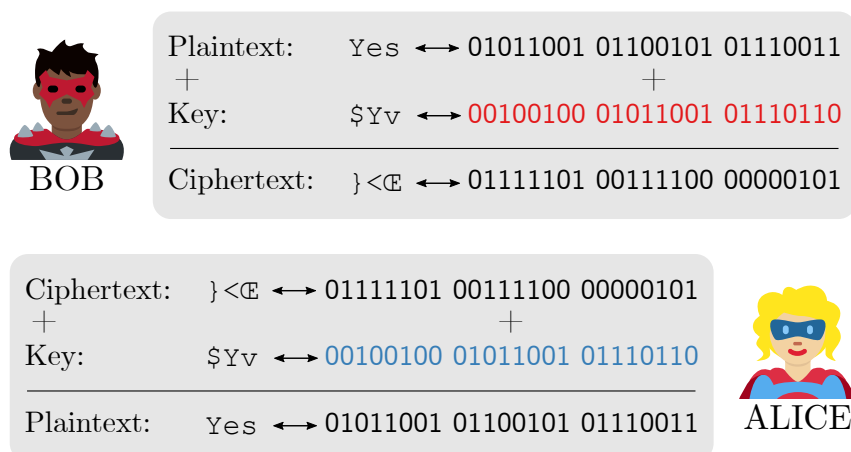 Plaintext: Yes ⟷ 01011001 01100101 01110011
+ +
Key: $Yv ⟷ 00100100 01011001 01110110
Ciphertext: }<Œ ⟷ 01111101 00111100 00000101
BOB
Ciphertext: }<Œ ⟷ 01111101 00111100 00000101
+ +
Key: $Yv ⟷ 00100100 01011001 01110110
Plaintext: Yes ⟷ 01011001 01100101 01110011
ALICE